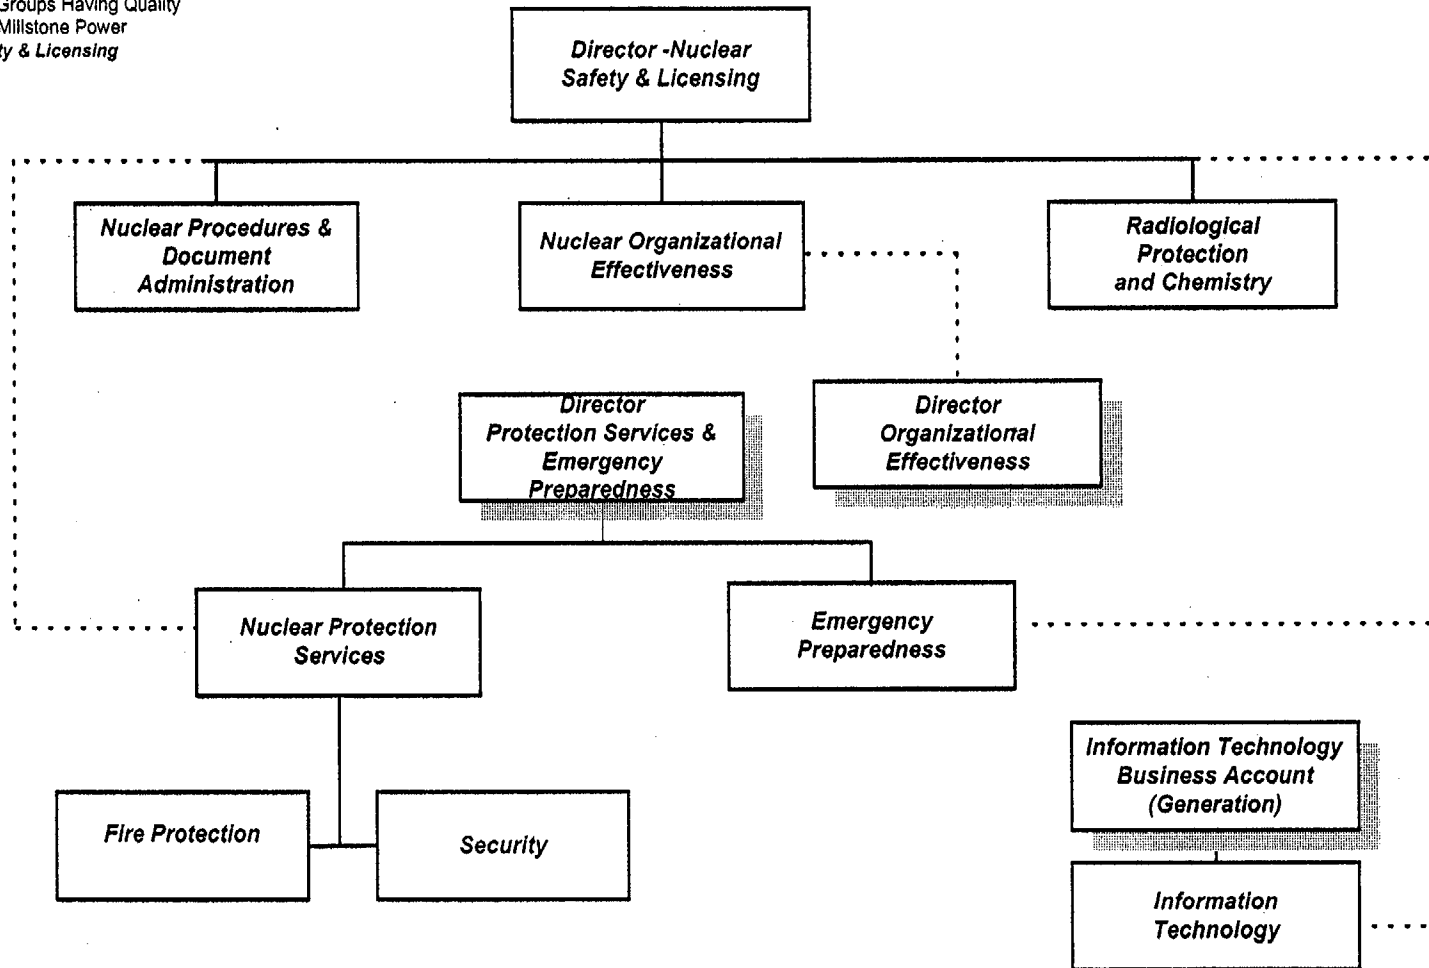 Groups Having Quality
Millstone Power
ty & Licensing
Director -Nuclear
Safety & Licensing
Nuclear Procedures &
Document
Administration
Nuclear Organizational
Effectiveness
Radiological
Protection
and Chemistry
Director
Protection Services &
Emergency
Preparedness
Director
Organizational
Effectiveness
Nuclear Protection
Services
Emergency
Preparedness
Information Technology
Business Account
(Generation)
Fire Protection
Security
Information
Technology